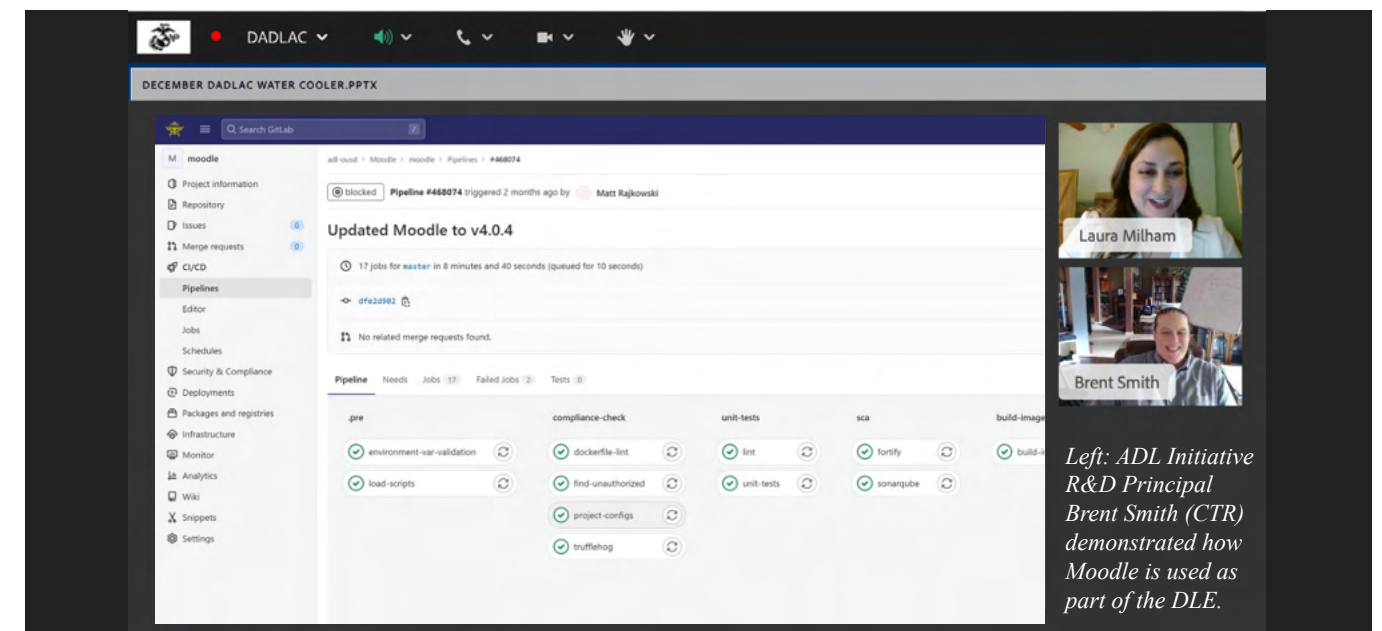 DADLAC
DECEMBER DADLAC WATER COOLER.PPTX
Search GitLab
/
M moodle
Project information
Repository
Issues 0
Merge requests 0
CI/CD
Pipelines
Editor
Jobs
Schedules
Security & Compliance
Deployments
Packages and registries
Infrastructure
Monitor
Analytics
Wiki
Snippets
Settings
adl-ousd › Moodle › moodle › Pipelines › #468074
blocked Pipeline #468074 triggered 2 months ago by Matt Rajkowski
Updated Moodle to v4.0.4
17 jobs for master in 8 minutes and 40 seconds (queued for 10 seconds)
dfe2d902
No related merge requests found.
Pipeline Needs Jobs 17 Failed Jobs 2 Tests 0
.pre compliance-check unit-tests sca build-image
environment-var-validation dockerfile-lint lint fortify build-i
load-scripts find-unauthorized unit-tests sonarqube
project-configs
trufflehog
Laura Milham
Brent Smith
Left: ADL Initiative
R&D Principal
Brent Smith (CTR)
demonstrated how
Moodle is used as
part of the DLE.